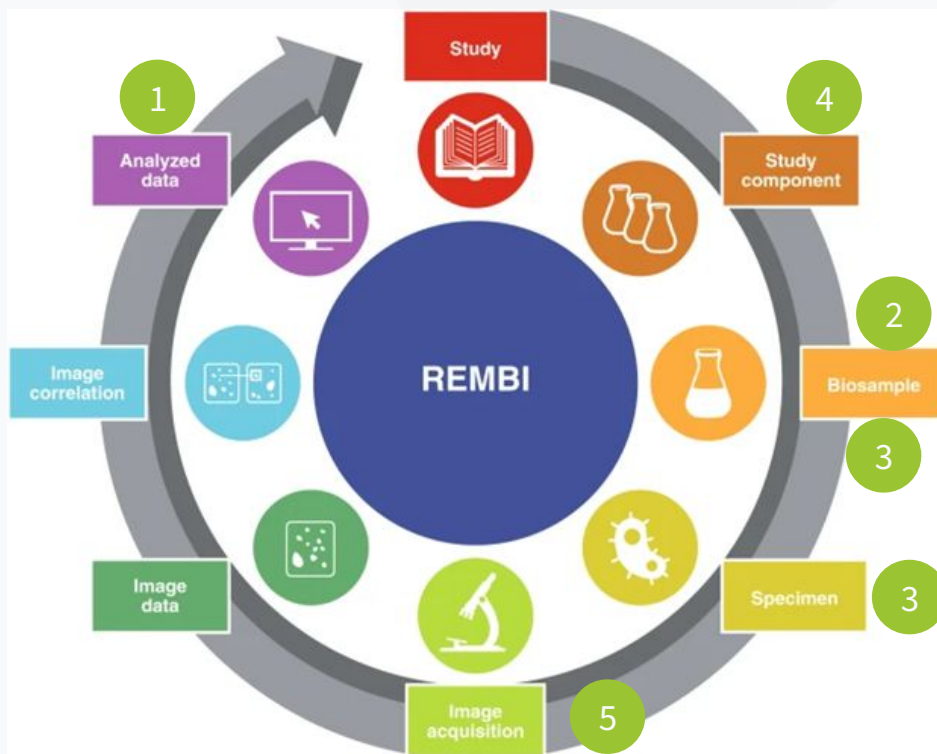 Study
1
4
Analyzed
data
Study
component
2
Image
correlation
REMBI
Biosample
3
Image
data
Specimen
3
Image
acquisition
5